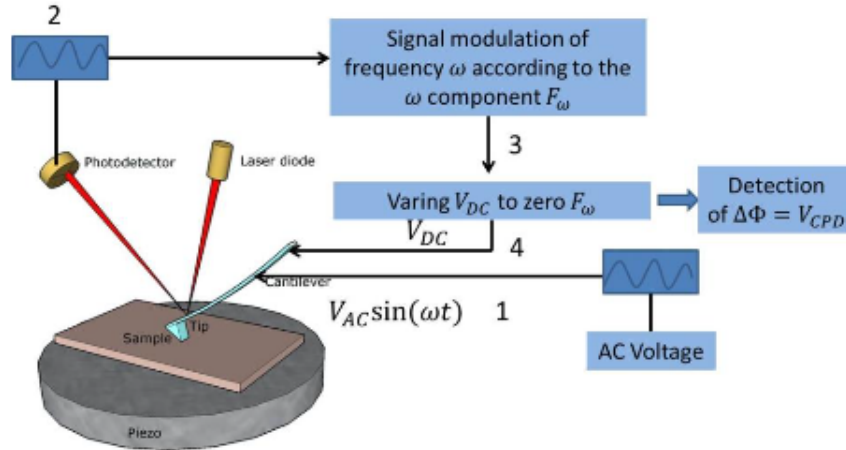 2
Signal modulation of
frequency ω according to the
ω component F_ω
Photodetector
Laser diode
3
Varing V_DC to zero F_ω
Detection
of ΔΦ = V_CPD
V_DC
4
Cantilever
V_AC sin(ωt)
1
Tip
Sample
AC Voltage
Piezo